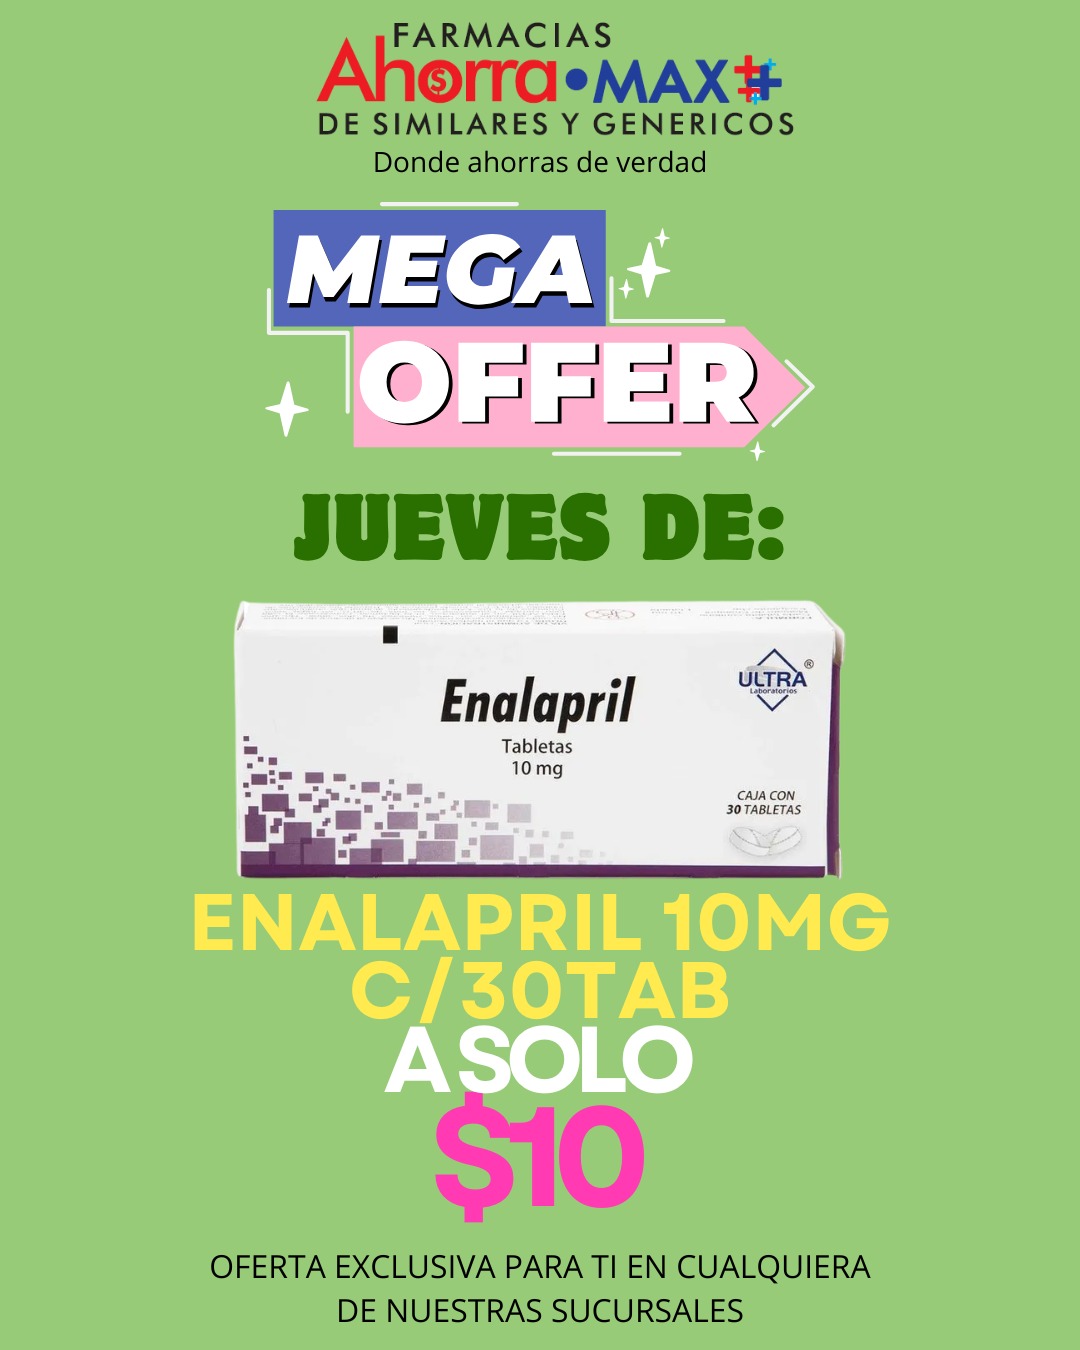 FARMACIAS
Ahorra•MAX
DE SIMILARES Y GENERICOS
Donde ahorras de verdad
MEGA
OFFER
JUEVES DE:
ULTRA®
Laboratorios
Enalapril
Tabletas
10 mg
CAJA CON
30 TABLETAS
ENALAPRIL 10MG
C/30TAB
A SOLO
$10
OFERTA EXCLUSIVA PARA TI EN CUALQUIERA
DE NUESTRAS SUCURSALES